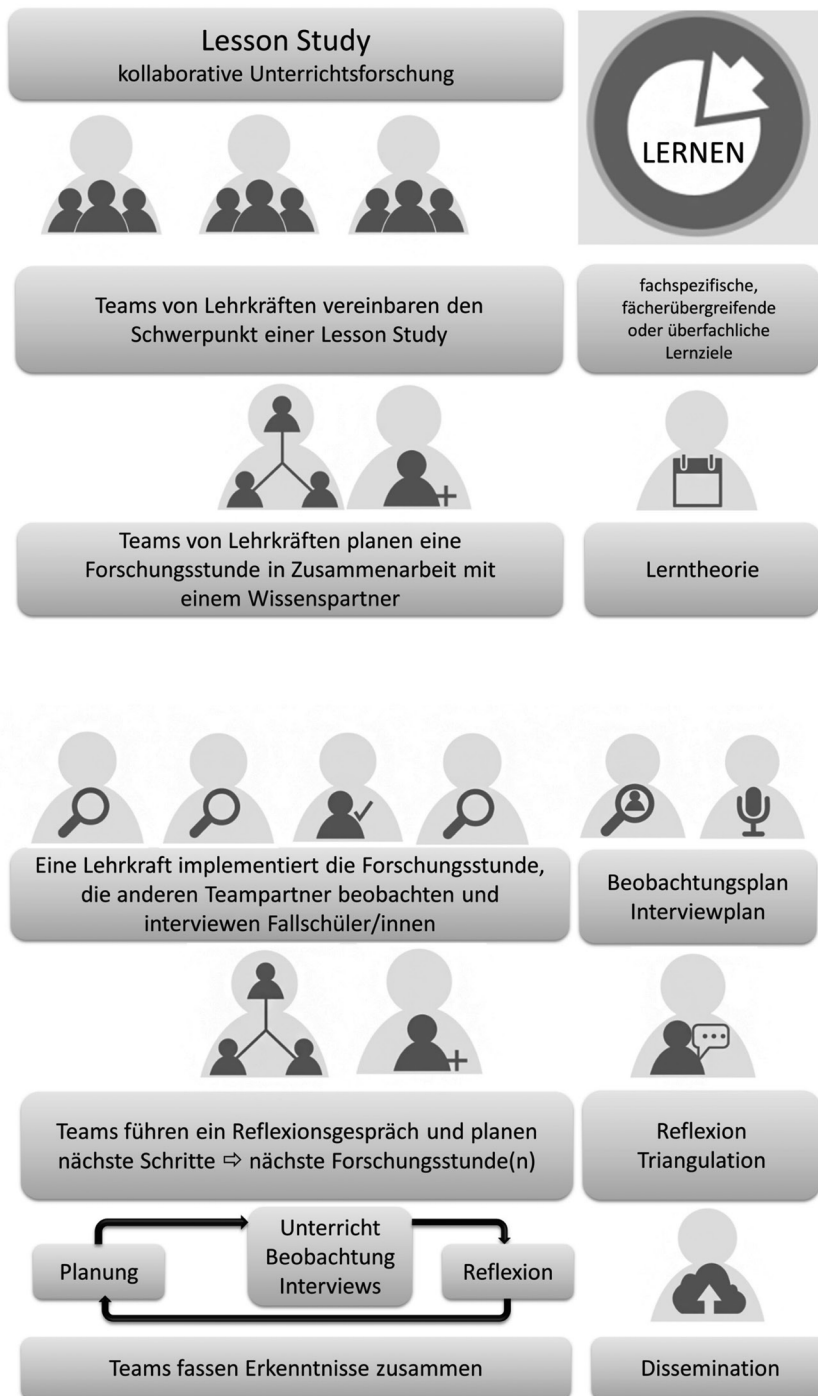 Lesson Study
kollaborative Unterrichtsforschung
LERNEN
Teams von Lehrkräften vereinbaren den
Schwerpunkt einer Lesson Study
fachspezifische,
fächerübergreifende
oder überfachliche
Lernziele
Teams von Lehrkräften planen eine
Forschungsstunde in Zusammenarbeit mit
einem Wissenspartner
Lerntheorie
Eine Lehrkraft implementiert die Forschungsstunde,
die anderen Teampartner beobachten und
interviewen Fallschüler/innen
Beobachtungsplan
Interviewplan
Teams führen ein Reflexionsgespräch und planen
nächste Schritte ⇨ nächste Forschungsstunde(n)
Reflexion
Triangulation
Planung
Unterricht
Beobachtung
Interviews
Reflexion
Teams fassen Erkenntnisse zusammen
Dissemination